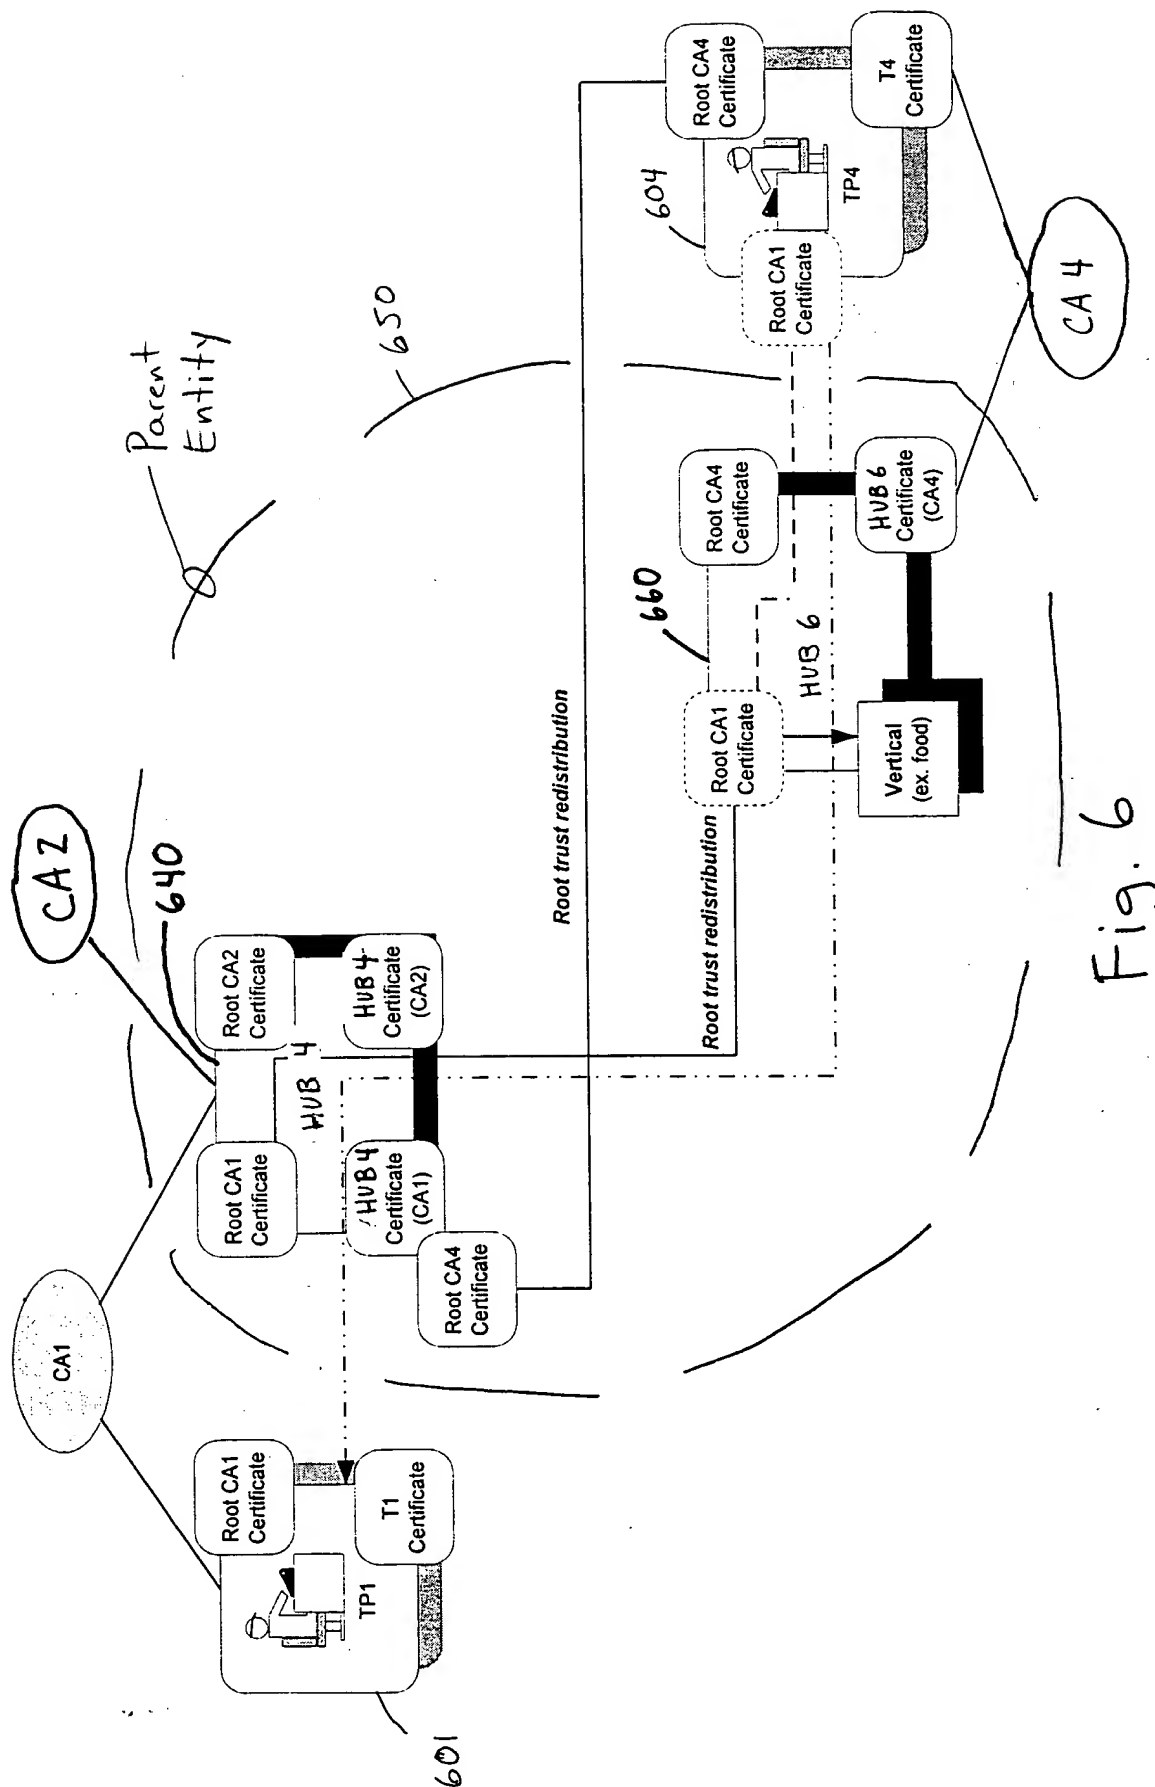 Parent
Entity
650
CA2
640
CA1
Root CA1
Certificate
T1
Certificate
TP1
601
Root CA1
Certificate
Root CA2
Certificate
HUB 4
HUB 4
Certificate
(CA1)
HUB 4
Certificate
(CA2)
Root CA4
Certificate
Root trust redistribution
Root trust redistribution
660
Root CA1
Certificate
Root CA4
Certificate
HUB 6
Vertical
(ex. food)
HUB 6
Certificate
(CA4)
604
Root CA4
Certificate
Root CA1
Certificate
TP4
T4
Certificate
CA4
Fig. 6